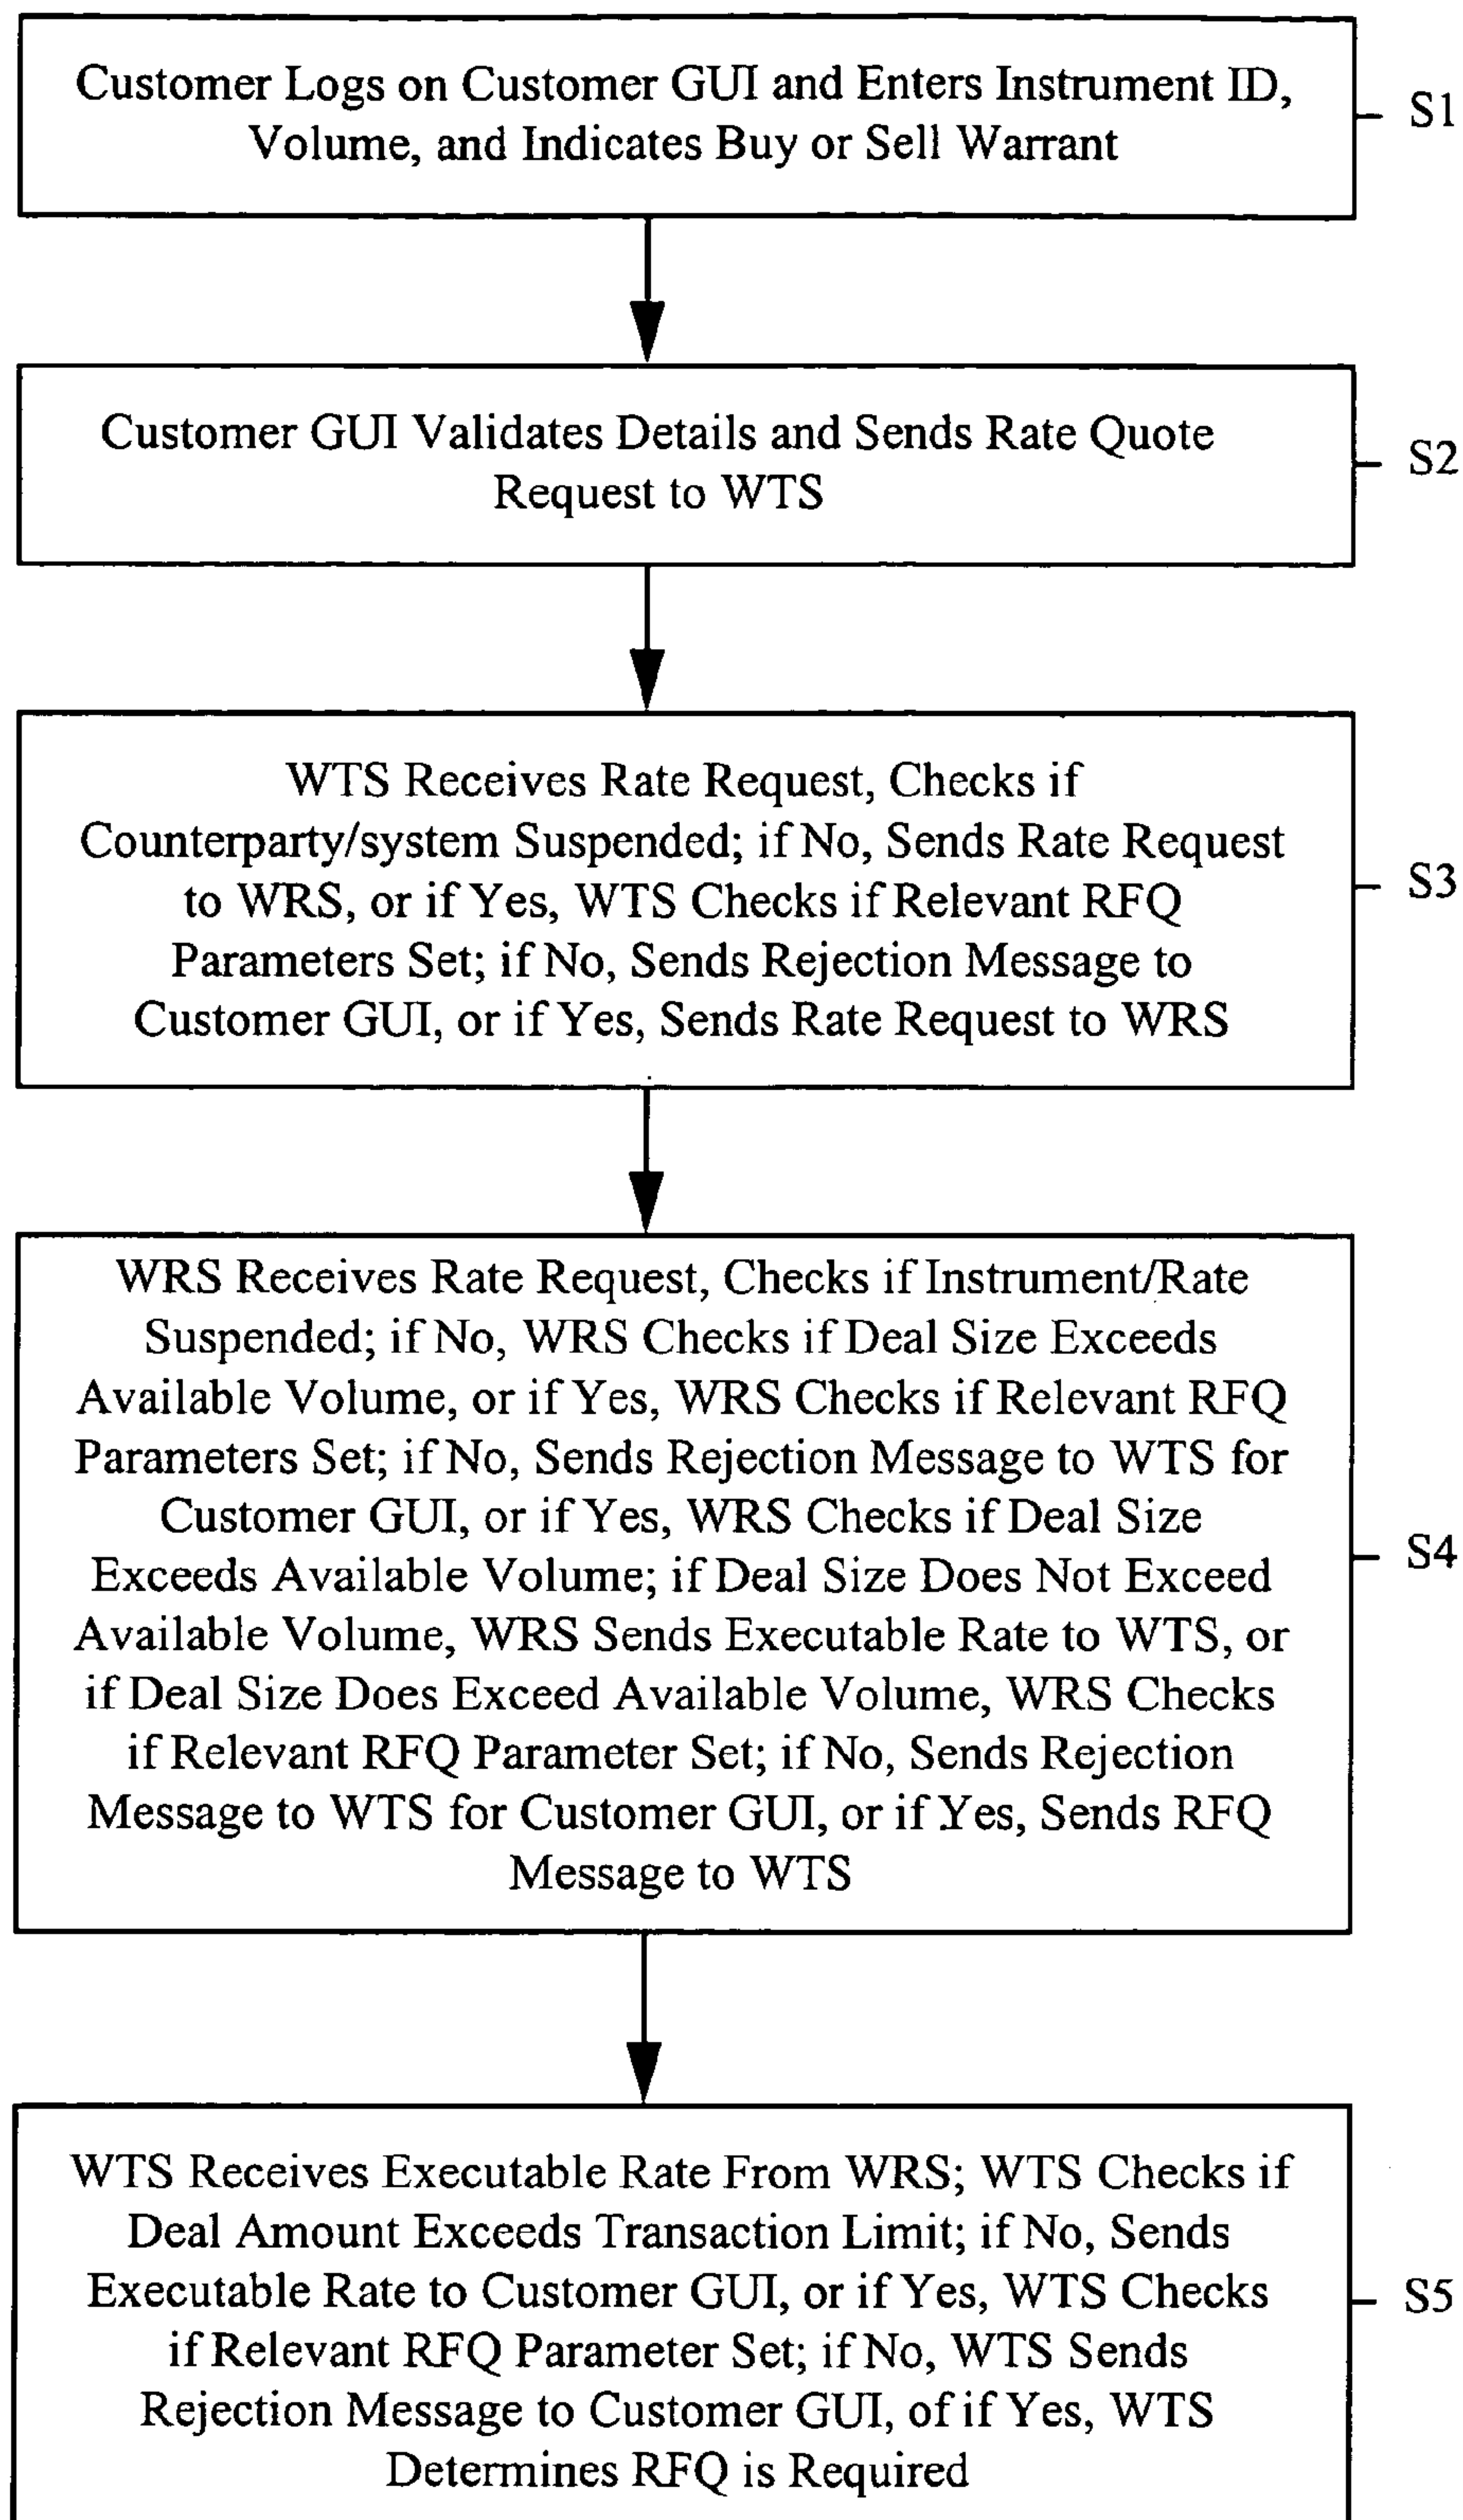 Customer Logs on Customer GUI and Enters Instrument ID,
Volume, and Indicates Buy or Sell Warrant
S1
Customer GUI Validates Details and Sends Rate Quote
Request to WTS
S2
WTS Receives Rate Request, Checks if
Counterparty/system Suspended; if No, Sends Rate Request
to WRS, or if Yes, WTS Checks if Relevant RFQ
Parameters Set; if No, Sends Rejection Message to
Customer GUI, or if Yes, Sends Rate Request to WRS
S3
WRS Receives Rate Request, Checks if Instrument/Rate
Suspended; if No, WRS Checks if Deal Size Exceeds
Available Volume, or if Yes, WRS Checks if Relevant RFQ
Parameters Set; if No, Sends Rejection Message to WTS for
Customer GUI, or if Yes, WRS Checks if Deal Size
Exceeds Available Volume; if Deal Size Does Not Exceed
Available Volume, WRS Sends Executable Rate to WTS, or
if Deal Size Does Exceed Available Volume, WRS Checks
if Relevant RFQ Parameter Set; if No, Sends Rejection
Message to WTS for Customer GUI, or if Yes, Sends RFQ
Message to WTS
S4
WTS Receives Executable Rate From WRS; WTS Checks if
Deal Amount Exceeds Transaction Limit; if No, Sends
Executable Rate to Customer GUI, or if Yes, WTS Checks
if Relevant RFQ Parameter Set; if No, WTS Sends
Rejection Message to Customer GUI, of if Yes, WTS
Determines RFQ is Required
S5